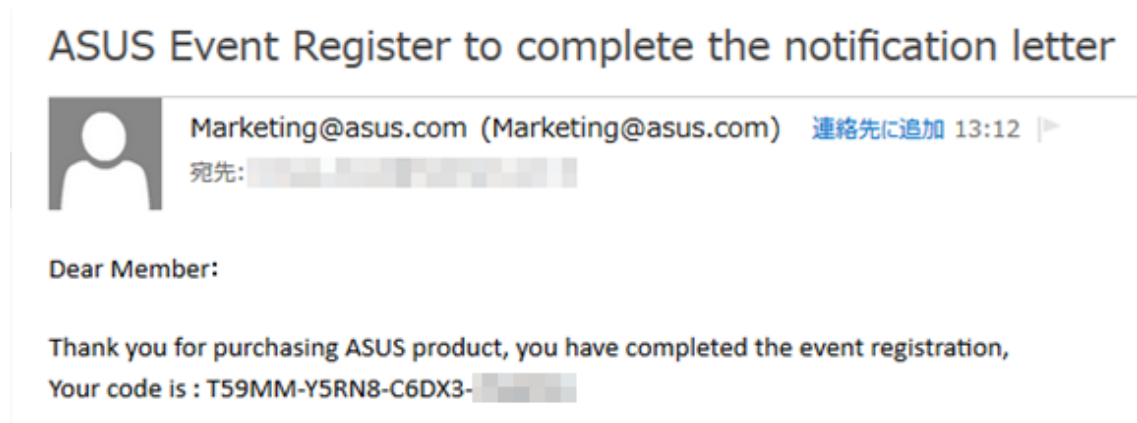 ASUS Event Register to complete the notification letter
Marketing@asus.com (Marketing@asus.com) 連絡先に追加 13:12
宛先:
Dear Member:
Thank you for purchasing ASUS product, you have completed the event registration,
Your code is : T59MM-Y5RN8-C6DX3-